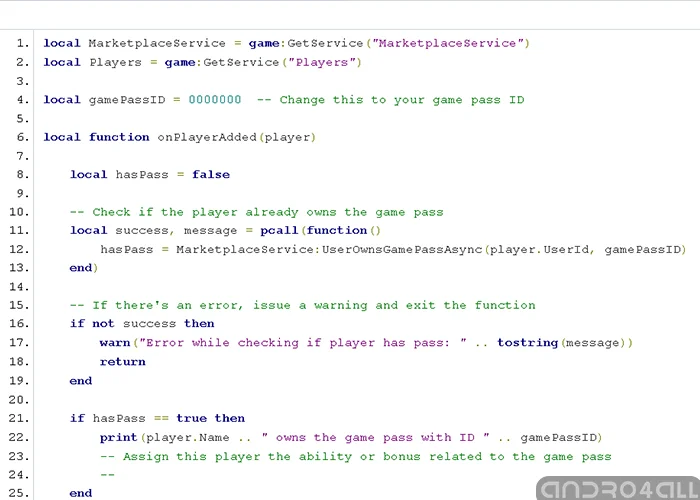 1. local MarketplaceService = game:GetService("MarketplaceService")
2. local Players = game:GetService("Players")
3.
4. local gamePassID = 0000000  -- Change this to your game pass ID
5.
6. local function onPlayerAdded(player)
7.
8. local hasPass = false
9.
10. -- Check if the player already owns the game pass
11. local success, message = pcall(function()
12. hasPass = MarketplaceService:UserOwnsGamePassAsync(player.UserId, gamePassID)
13. end)
14.
15. -- If there's an error, issue a warning and exit the function
16. if not success then
17. warn("Error while checking if player has pass: " .. tostring(message))
18. return
19. end
20.
21. if hasPass == true then
22. print(player.Name .. " owns the game pass with ID " .. gamePassID)
23. -- Assign this player the ability or bonus related to the game pass
24. --
25. end
ANDRO4ALL